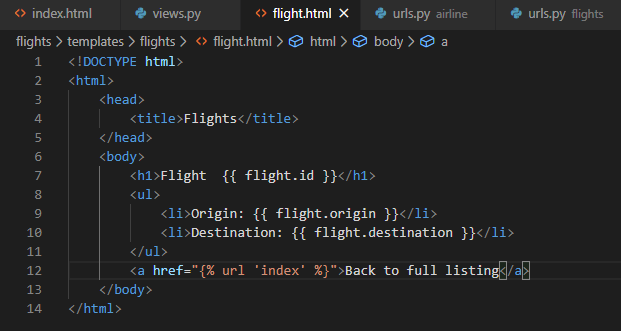 index.html views.py flight.html urls.py airline urls.py flights
flights > templates > flights > flight.html > html > body > a
1 <!DOCTYPE html>
2 <html>
3     <head>
4         <title>Flights</title>
5     </head>
6     <body>
7         <h1>Flight  {{ flight.id }}</h1>
8         <ul>
9             <li>Origin: {{ flight.origin }}</li>
10             <li>Destination: {{ flight.destination }}</li>
11         </ul>
12         <a href="{% url 'index' %}">Back to full listing</a>
13     </body>
14 </html>